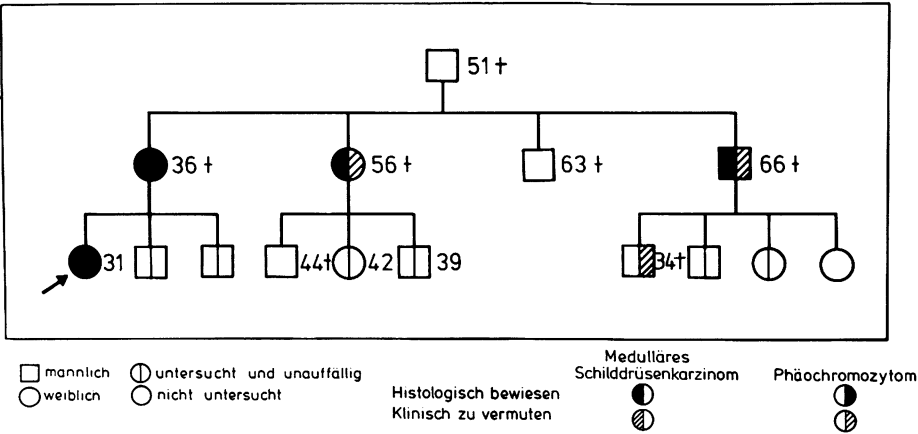 51 †
36 † 56 † 63 † 66 †
31 44† 42 39 34†
männlich untersucht und unauffällig
weiblich nicht untersucht
Medulläres
Schilddrüsenkarzinom Phäochromozytom
Histologisch bewiesen
Klinisch zu vermuten